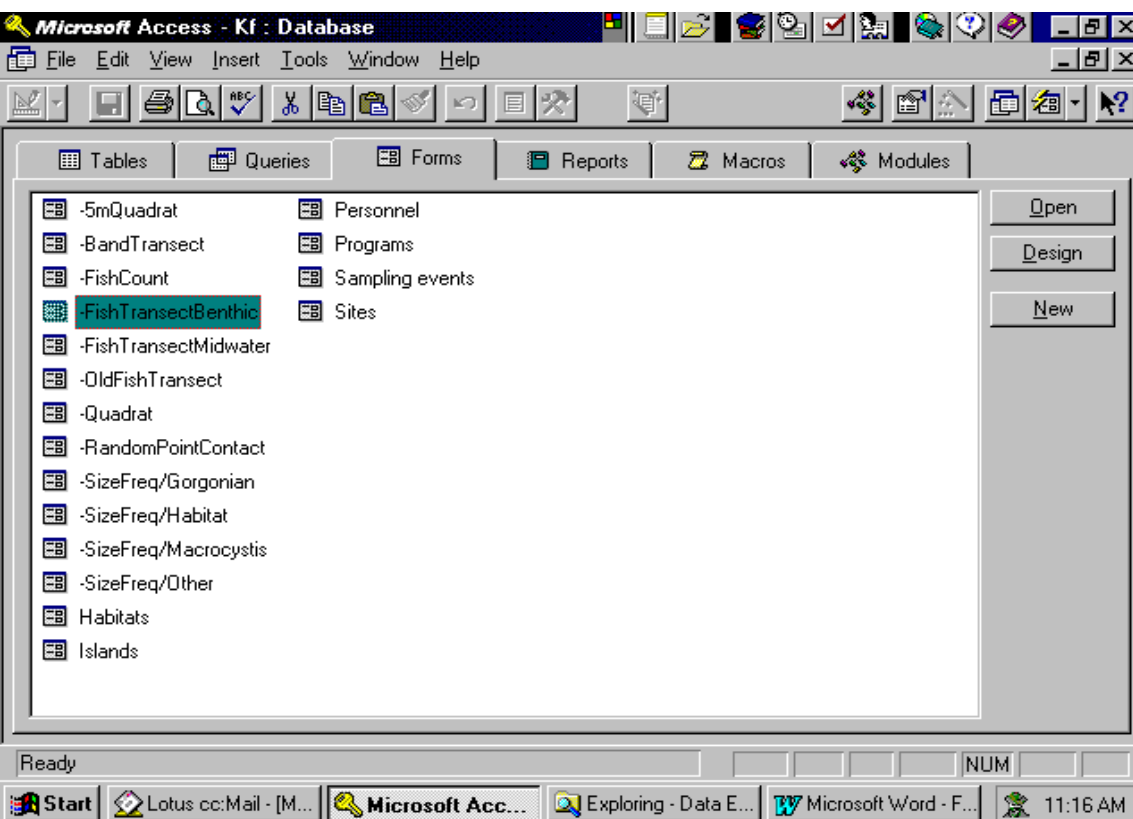 Microsoft Access - Kf : Database
File Edit View Insert Tools Window Help
ABC
Tables Queries Forms Reports Macros Modules
-5mQuadrat Personnel Open
-BandTransect Programs Design
-FishCount Sampling events
-FishTransectBenthic Sites New
-FishTransectMidwater
-OldFishTransect
-Quadrat
-RandomPointContact
-SizeFreq/Gorgonian
-SizeFreq/Habitat
-SizeFreq/Macrocystis
-SizeFreq/Other
Habitats
Islands
Ready NUM
Start Lotus cc:Mail - [M... Microsoft Acc... Exploring - Data E... Microsoft Word - F... 11:16 AM